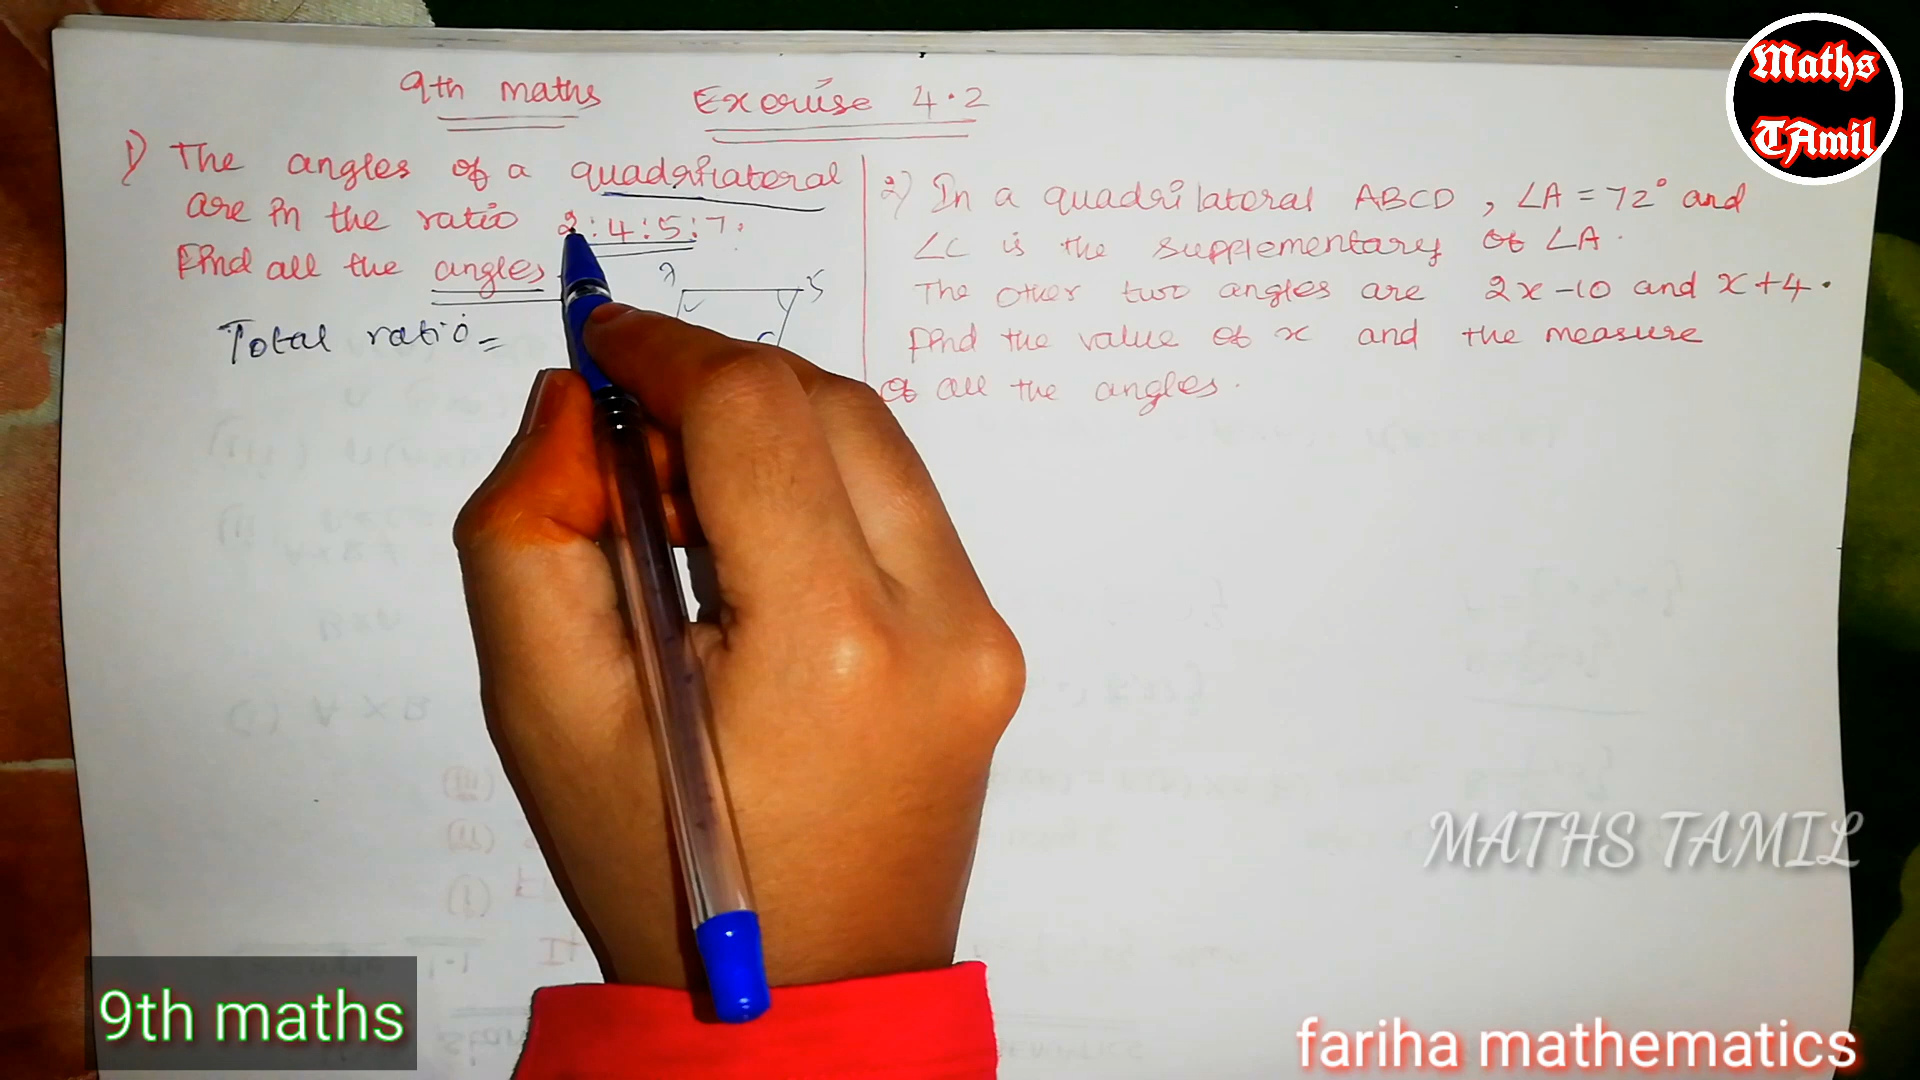 Maths
TAmil
9th maths Exercise 4.2
1) The angles of a quadrilateral
are in the ratio 2:4:5:7.
Find all the angles
Total ratio =
2) In a quadrilateral ABCD, ∠A = 72° and
∠C is the supplementary of ∠A.
The other two angles are 2x-10 and x+4.
Find the value of x and the measure
of all the angles.
MATHS TAMIL
9th maths
fariha mathematics